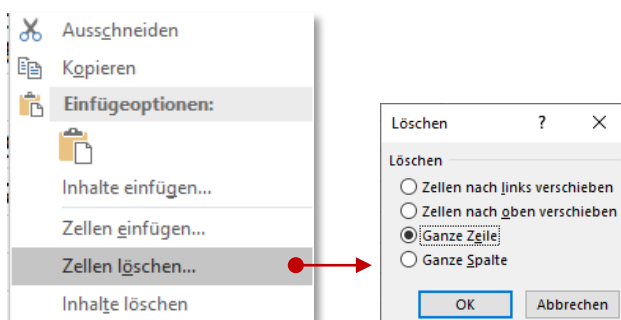 Ausschneiden
Kopieren
Einfügeoptionen:
Inhalte einfügen...
Zellen einfügen...
Zellen löschen...
Inhalte löschen
Löschen ? ×
Löschen
Zellen nach links verschieben
Zellen nach oben verschieben
Ganze Zeile
Ganze Spalte
OK Abbrechen